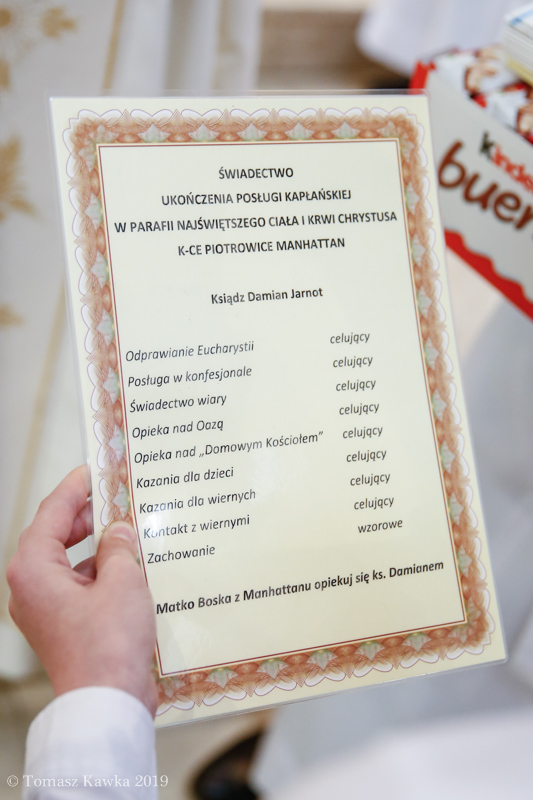 ŚWIADECTWO
UKOŃCZENIA POSŁUGI KAPŁAŃSKIEJ
W PARAFII NAJŚWIĘTSZEGO CIAŁA I KRWI CHRYSTUSA
K-CE PIOTROWICE MANHATTAN
Ksiądz Damian Jarnot
Odprawianie Eucharystii celujący
Posługa w konfesjonale celujący
Świadectwo wiary celujący
Opieka nad Oazą celujący
Opieka nad „Domowym Kościołem" celujący
Kazania dla dzieci celujący
Kazania dla wiernych celujący
Kontakt z wiernymi celujący
Zachowanie wzorowe
Matko Boska z Manhattanu opiekuj się ks. Damianem
kinder
buen
© Tomasz Kawka 2019